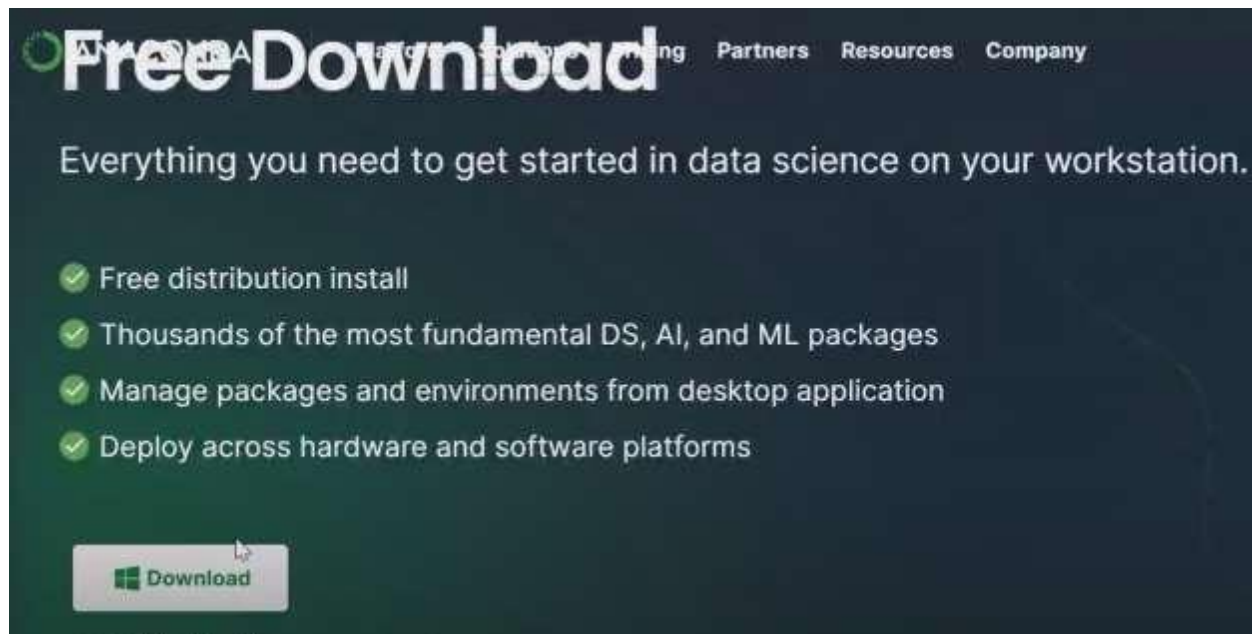 Free Download
Partners Resources Company
Everything you need to get started in data science on your workstation.
Free distribution install
Thousands of the most fundamental DS, AI, and ML packages
Manage packages and environments from desktop application
Deploy across hardware and software platforms
Download